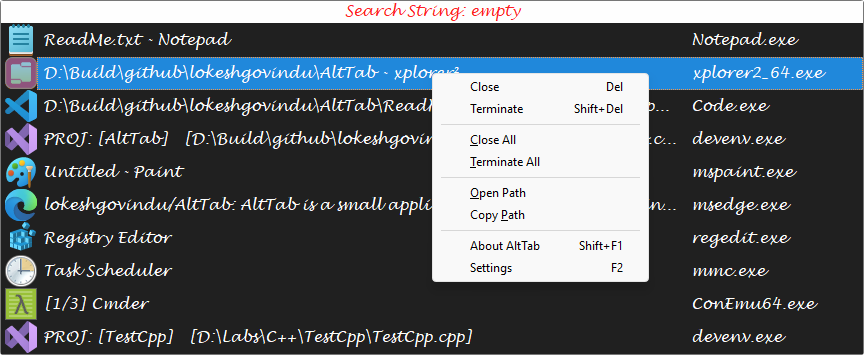 Search String: empty
ReadMe.txt - Notepad Notepad.exe
D:\Build\github\lokeshgovindu\AltTab - xplorer² xplorer2_64.exe
D:\Build\github\lokeshgovindu\AltTab\ReadM o... Code.exe
PROJ: [AltTab] [D:\Build\github\lokeshgovind .c... devenv.exe
Untitled - Paint mspaint.exe
lokeshgovindu/AltTab: AltTab is a small appli n... msedge.exe
Registry Editor regedit.exe
Task Scheduler mmc.exe
[1/3] Cmder ConEmu64.exe
PROJ: [TestCpp] [D:\Labs\C++\TestCpp\TestCpp.cpp] devenv.exe
Close Del
Terminate Shift+Del
Close All
Terminate All
Open Path
Copy Path
About AltTab Shift+F1
Settings F2